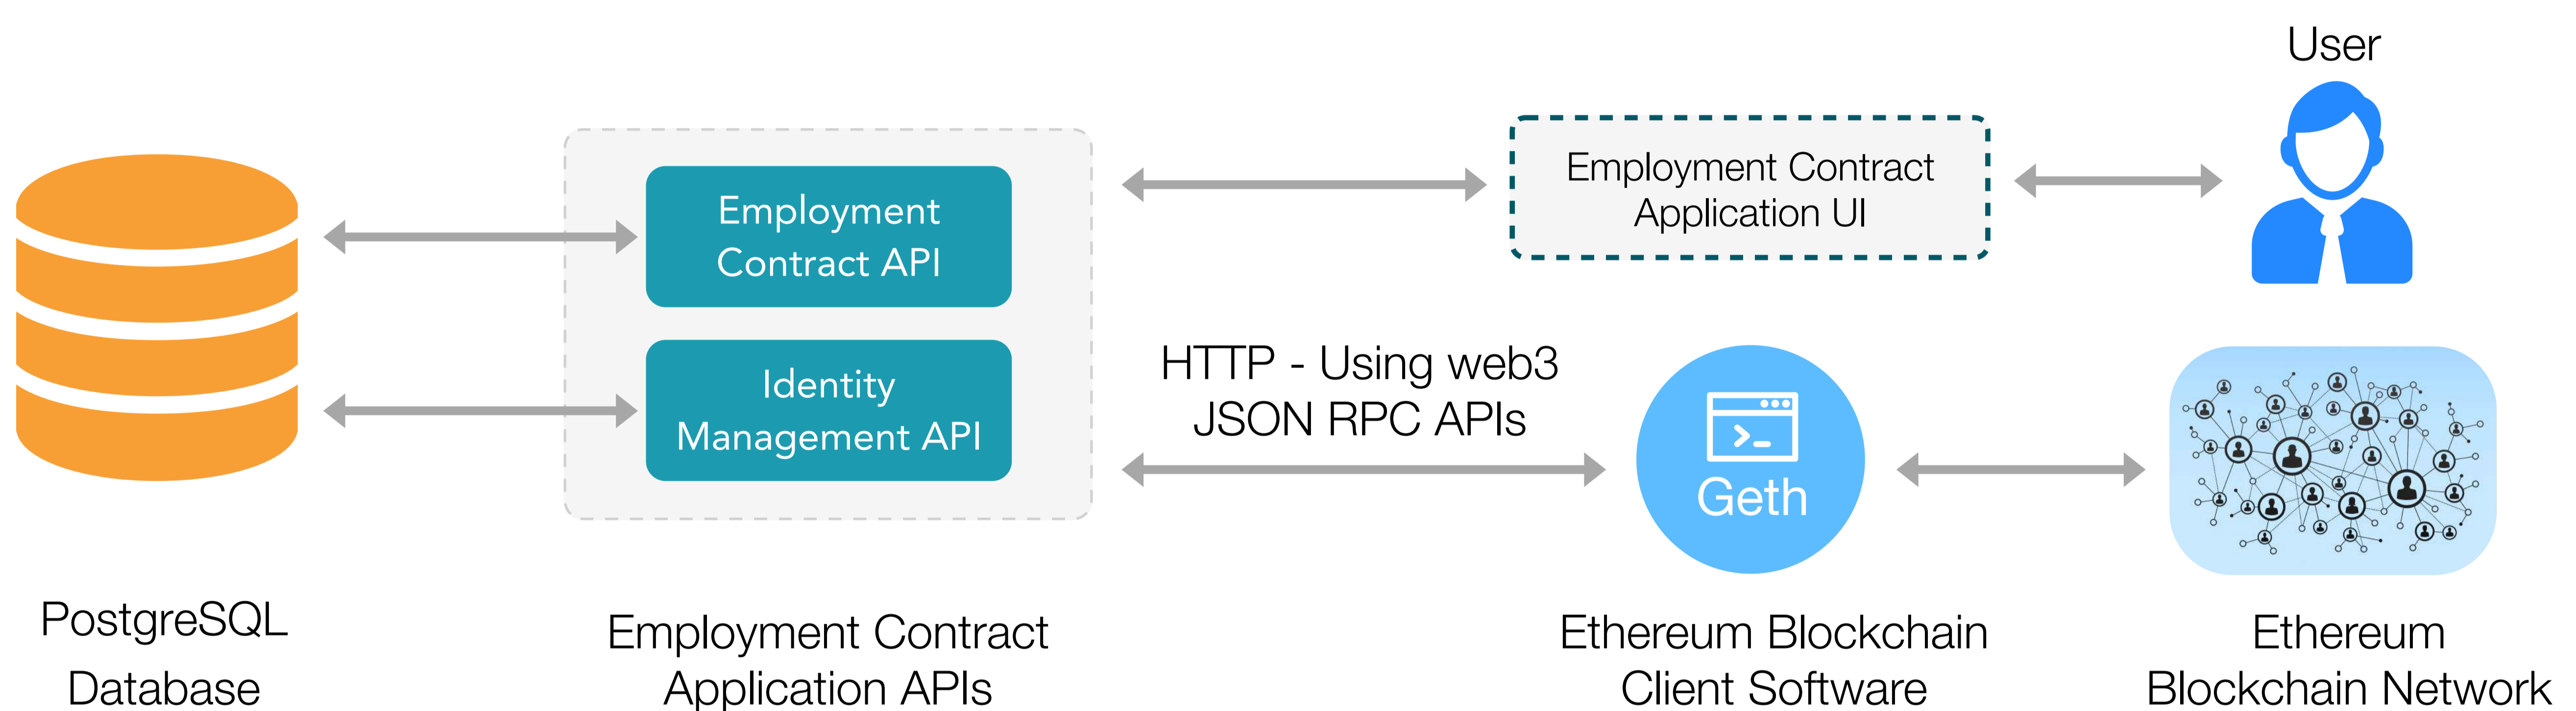 User
Employment Contract
Application UI
Employment
Contract API
Identity
Management API
HTTP - Using web3
JSON RPC APIs
Geth
PostgreSQL
Database
Employment Contract
Application APIs
Ethereum Blockchain
Client Software
Ethereum
Blockchain Network